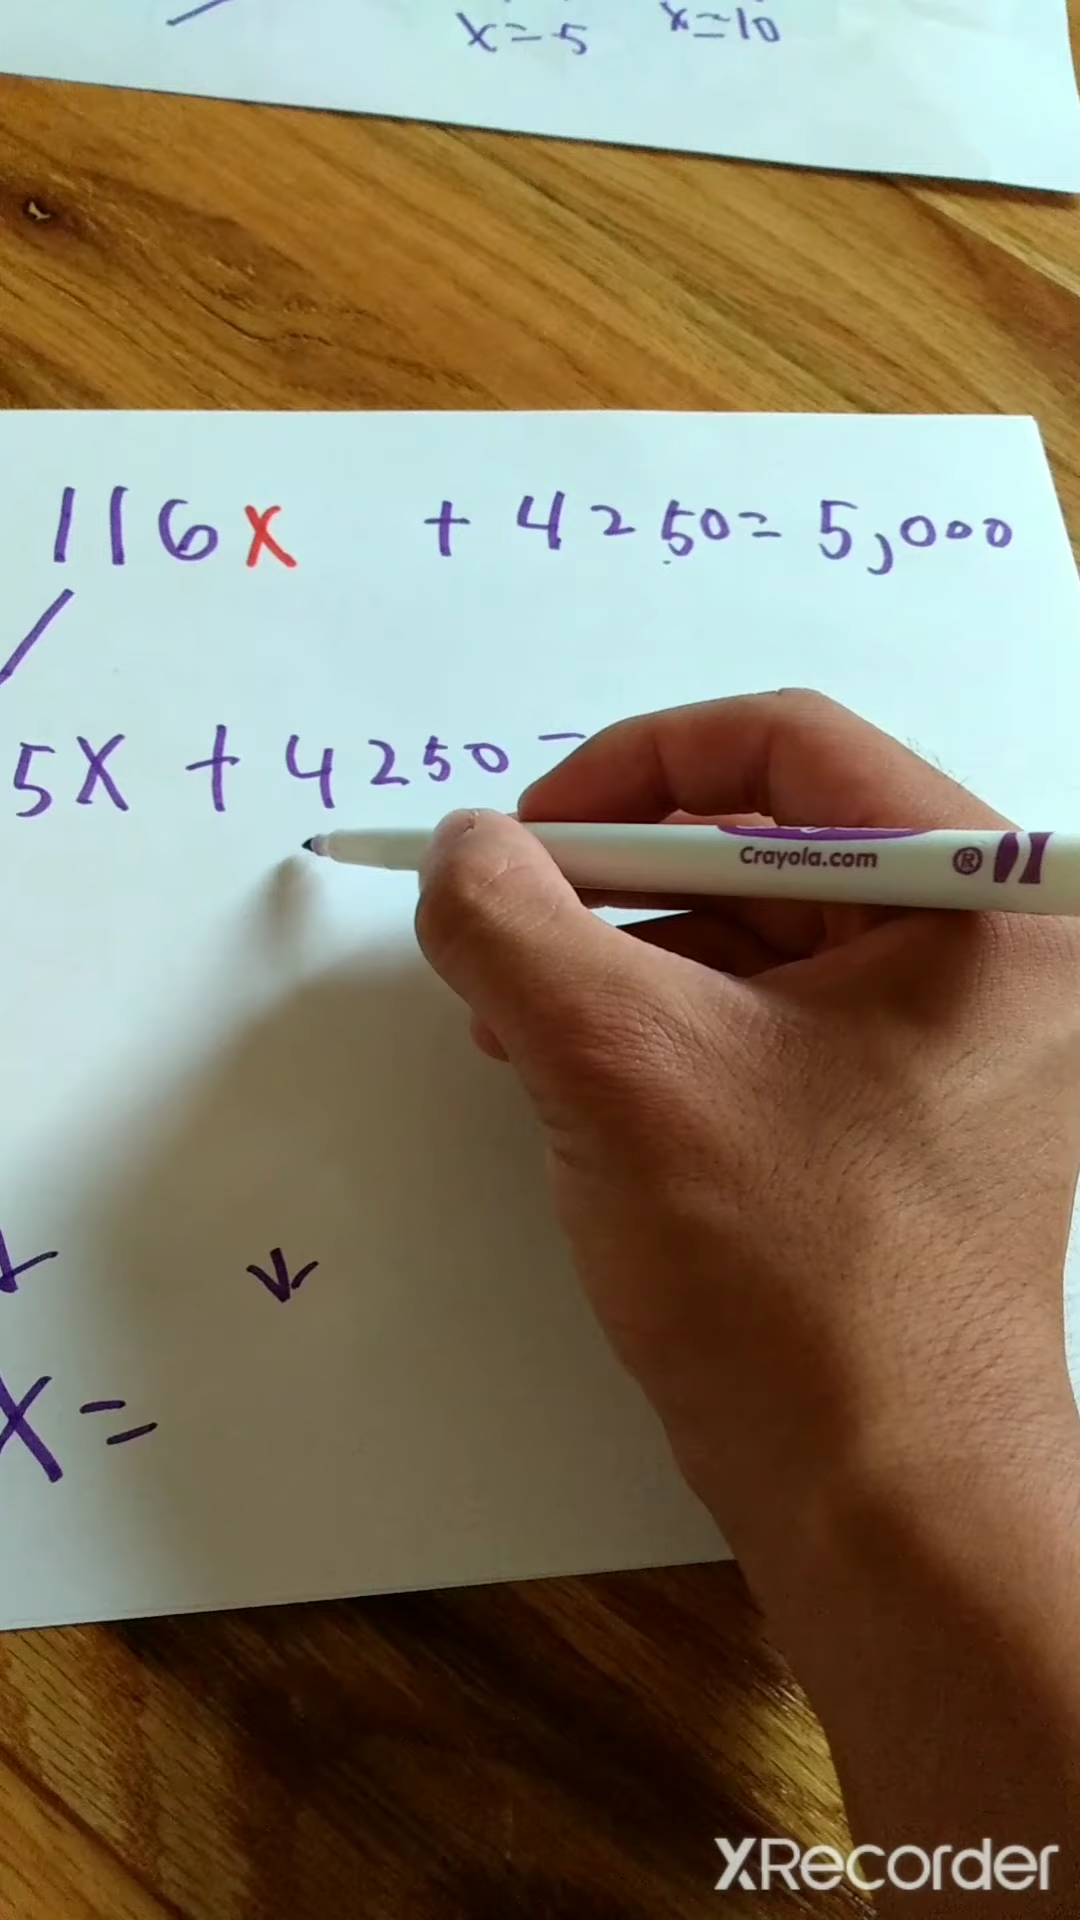 x=5 x=10
116x + 4250= 5,000
5x + 4250 =
Crayola.com ®
x=
XRecorder